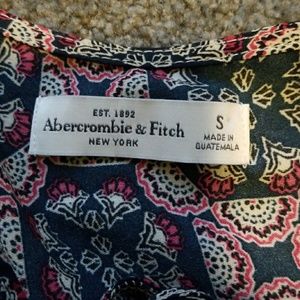 EST. 1892
Abercrombie & Fitch
NEW YORK
S
MADE IN
GUATEMALA